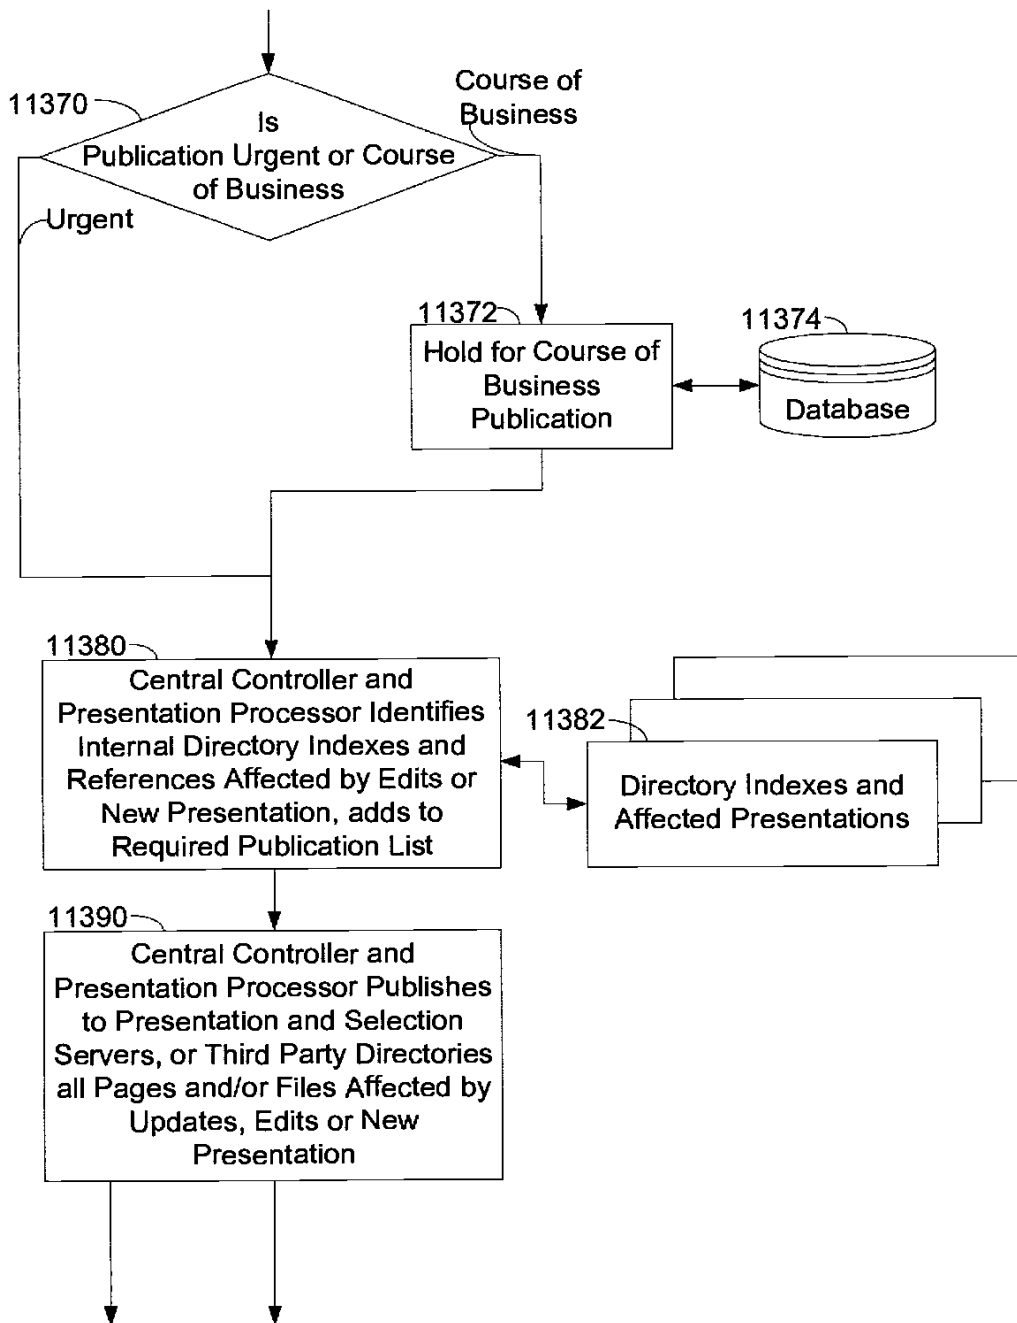 11370
Is
Publication Urgent or Course
of Business
Course of
Business
Urgent
11372
Hold for Course of
Business
Publication
11374
Database
11380
Central Controller and
Presentation Processor Identifies
Internal Directory Indexes and
References Affected by Edits or
New Presentation, adds to
Required Publication List
11382
Directory Indexes and
Affected Presentations
11390
Central Controller and
Presentation Processor Publishes
to Presentation and Selection
Servers, or Third Party Directories
all Pages and/or Files Affected by
Updates, Edits or New
Presentation